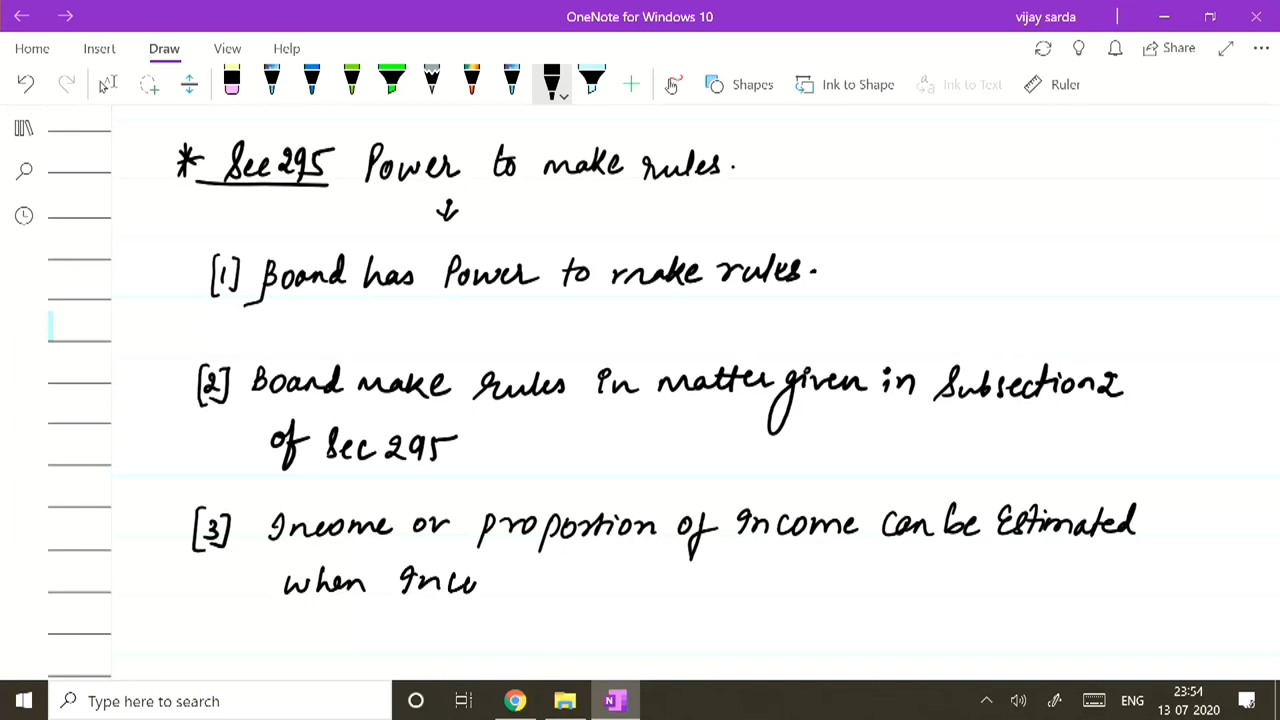 OneNote for Windows 10
vijay sarda
Home Insert Draw View Help
Share
Shapes Ink to Shape Ink to Text Ruler
* Sec 295 Power to make rules.
[1] Board has Power to make rules.
[2] Board make rules in matter given in Subsection 2
of Sec 295
[3] Income or proportion of Income can be Estimated
when Inco
Type here to search
ENG
23:54
13-07-2020